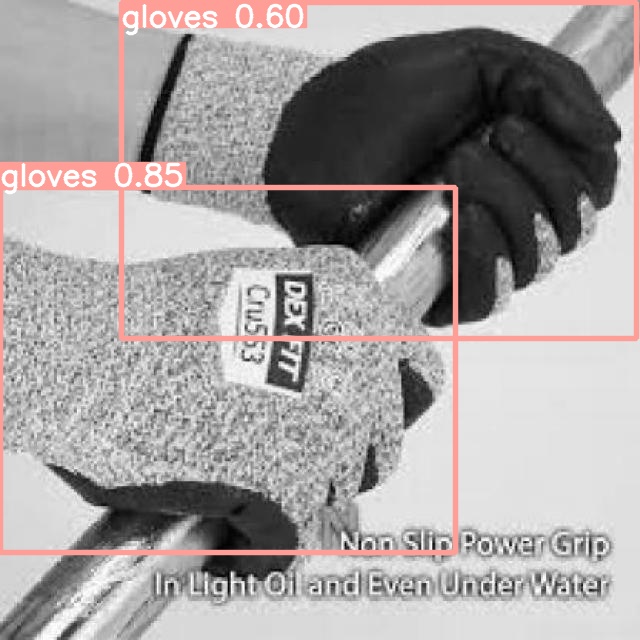 gloves 0.60
gloves 0.85
DEX FIT
Cru553
Non Slip Power Grip
In Light Oil and Even Under Water